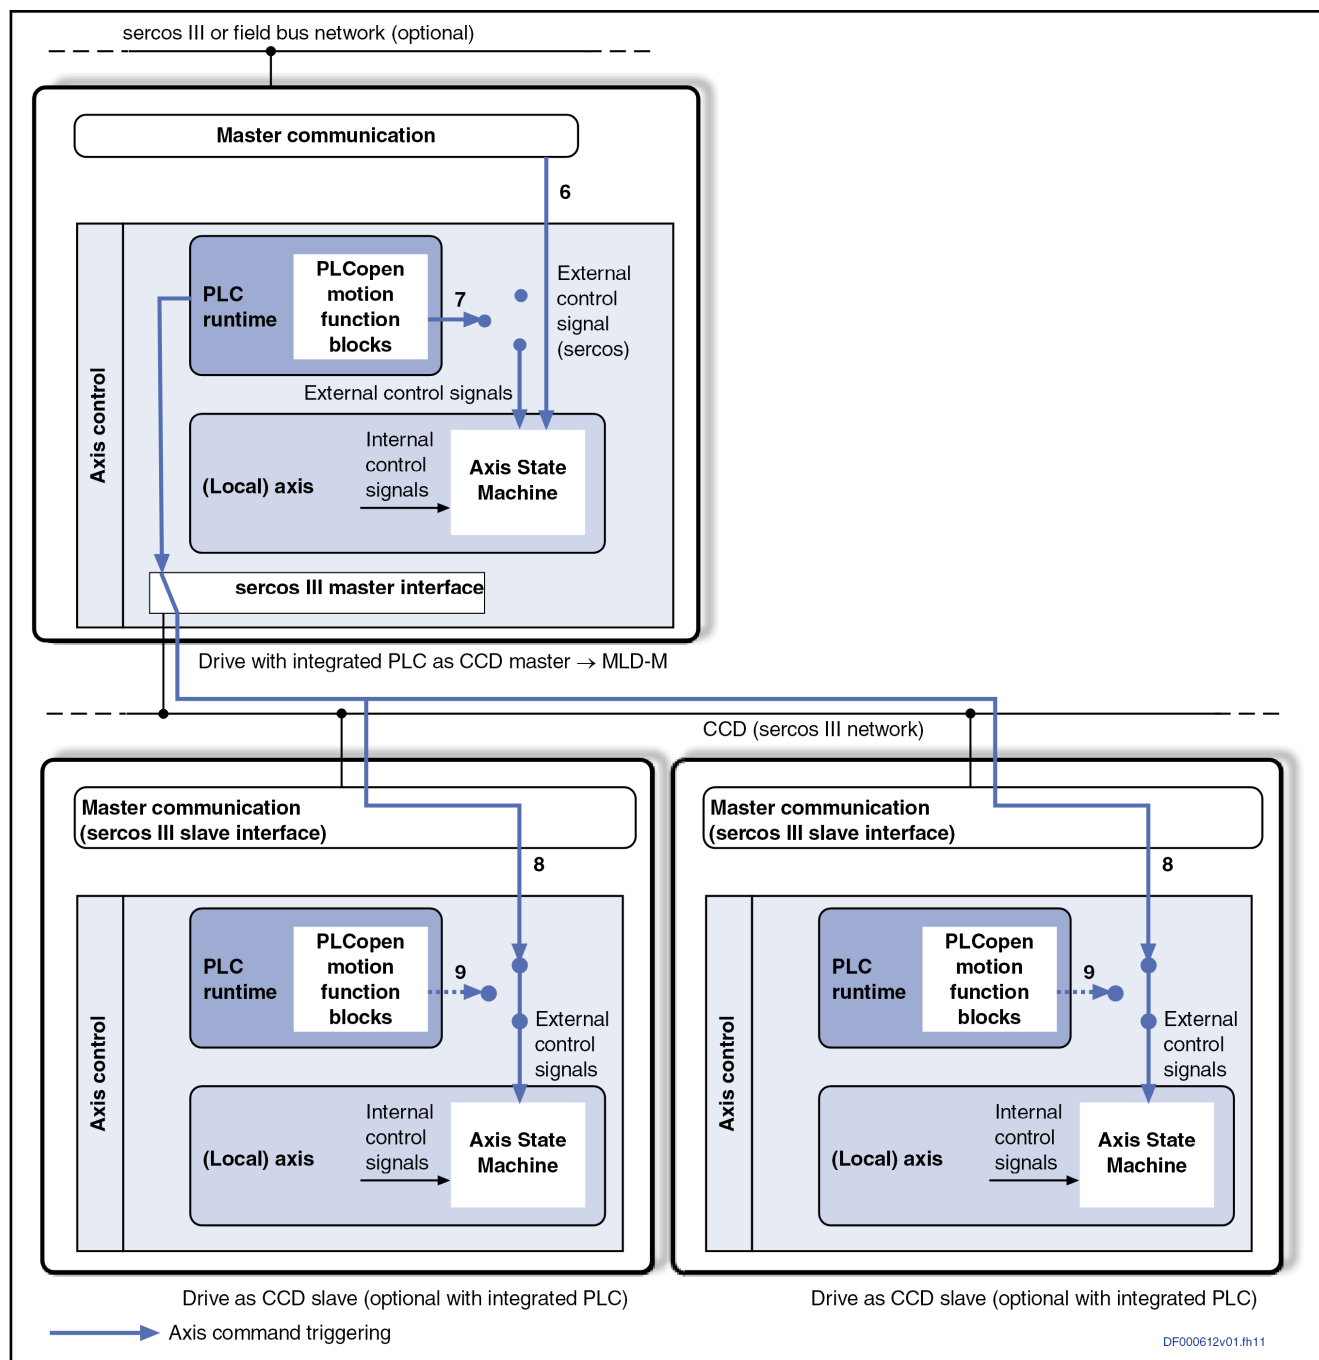 sercos III or field bus network (optional)
Master communication
6
PLC
runtime
PLCopen
motion
function
blocks
7
External
control
signal
(sercos)
External control signals
Axis control
(Local) axis
Internal
control
signals
Axis State
Machine
sercos III master interface
Drive with integrated PLC as CCD master → MLD-M
CCD (sercos III network)
Master communication
(sercos III slave interface)
8
PLC
runtime
PLCopen
motion
function
blocks
9
External
control
signals
Axis control
(Local) axis
Internal
control
signals
Axis State
Machine
Drive as CCD slave (optional with integrated PLC)
Master communication
(sercos III slave interface)
8
PLC
runtime
PLCopen
motion
function
blocks
9
External
control
signals
Axis control
(Local) axis
Internal
control
signals
Axis State
Machine
Drive as CCD slave (optional with integrated PLC)
Axis command triggering
DF000612v01.fh11